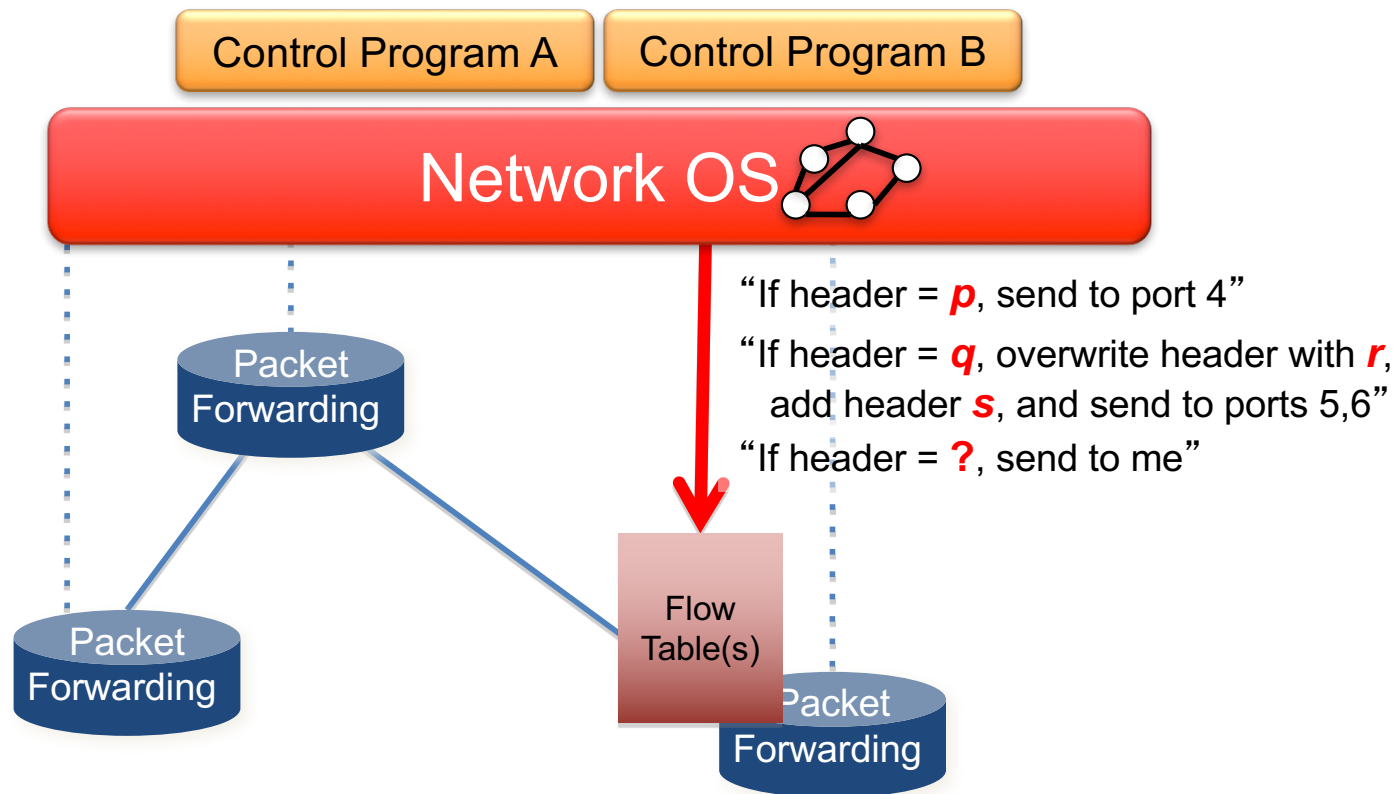 Control Program A
Control Program B
Network OS
“If header = p, send to port 4”
“If header = q, overwrite header with r,
add header s, and send to ports 5,6”
“If header = ?, send to me”
Packet
Forwarding
Flow
Table(s)
Packet
Forwarding
Packet
Forwarding